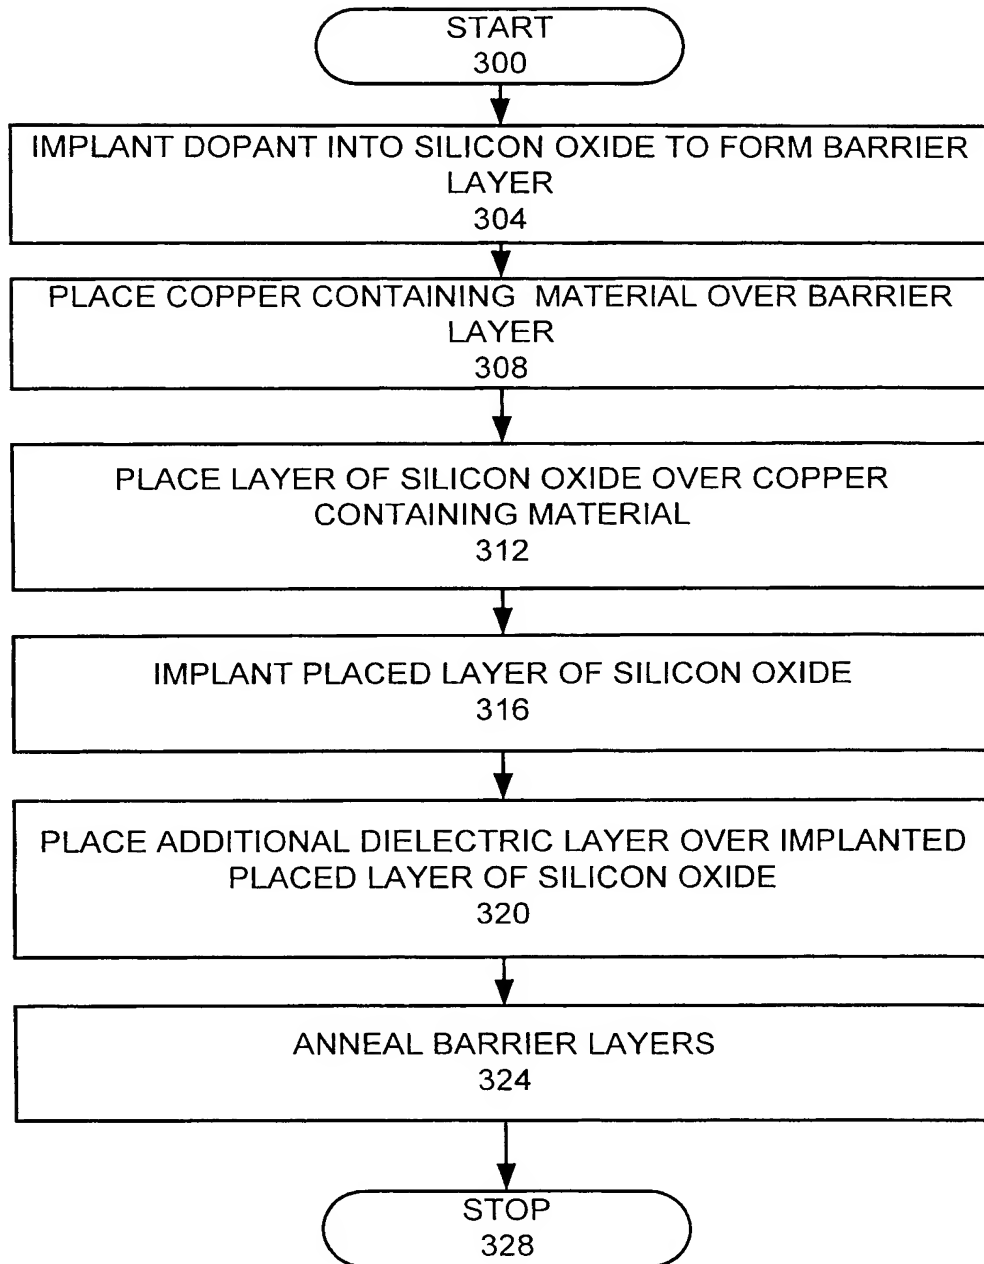 START
300
IMPLANT DOPANT INTO SILICON OXIDE TO FORM BARRIER
LAYER
304
PLACE COPPER CONTAINING MATERIAL OVER BARRIER
LAYER
308
PLACE LAYER OF SILICON OXIDE OVER COPPER
CONTAINING MATERIAL
312
IMPLANT PLACED LAYER OF SILICON OXIDE
316
PLACE ADDITIONAL DIELECTRIC LAYER OVER IMPLANTED
PLACED LAYER OF SILICON OXIDE
320
ANNEAL BARRIER LAYERS
324
STOP
328